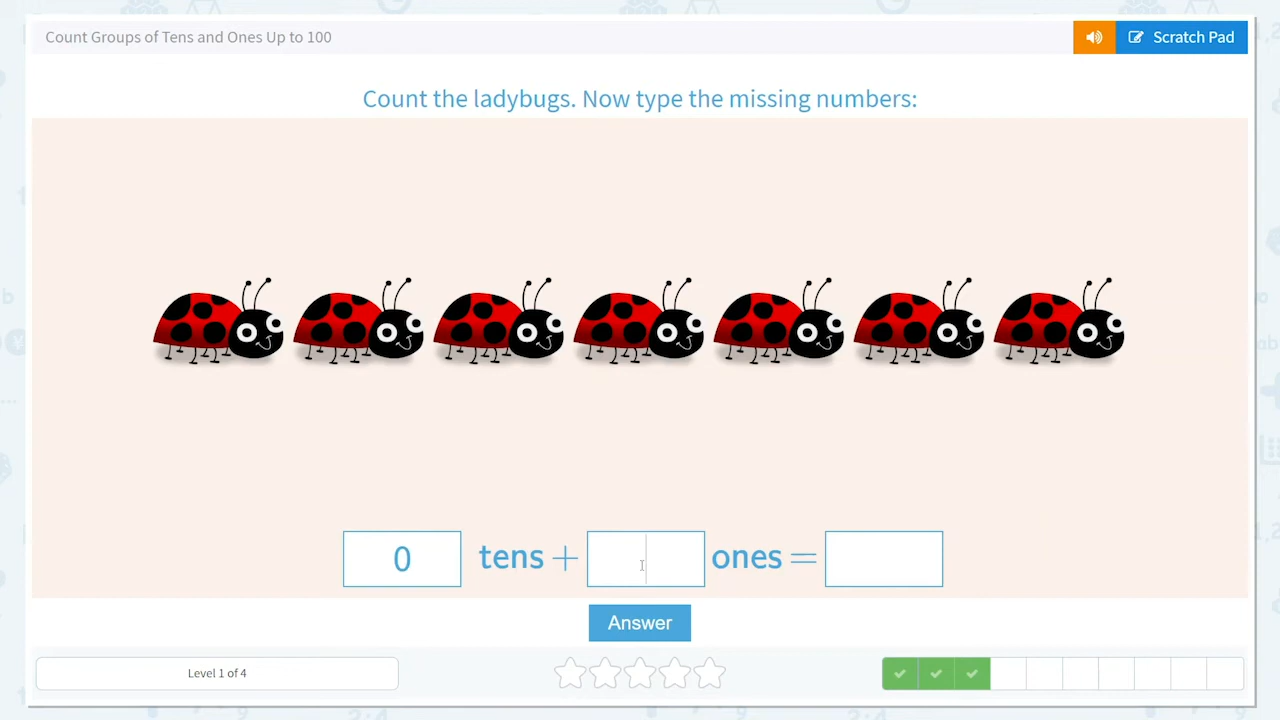 Count Groups of Tens and Ones Up to 100
Scratch Pad
Count the ladybugs. Now type the missing numbers:
0 tens + ones =
Answer
Level 1 of 4